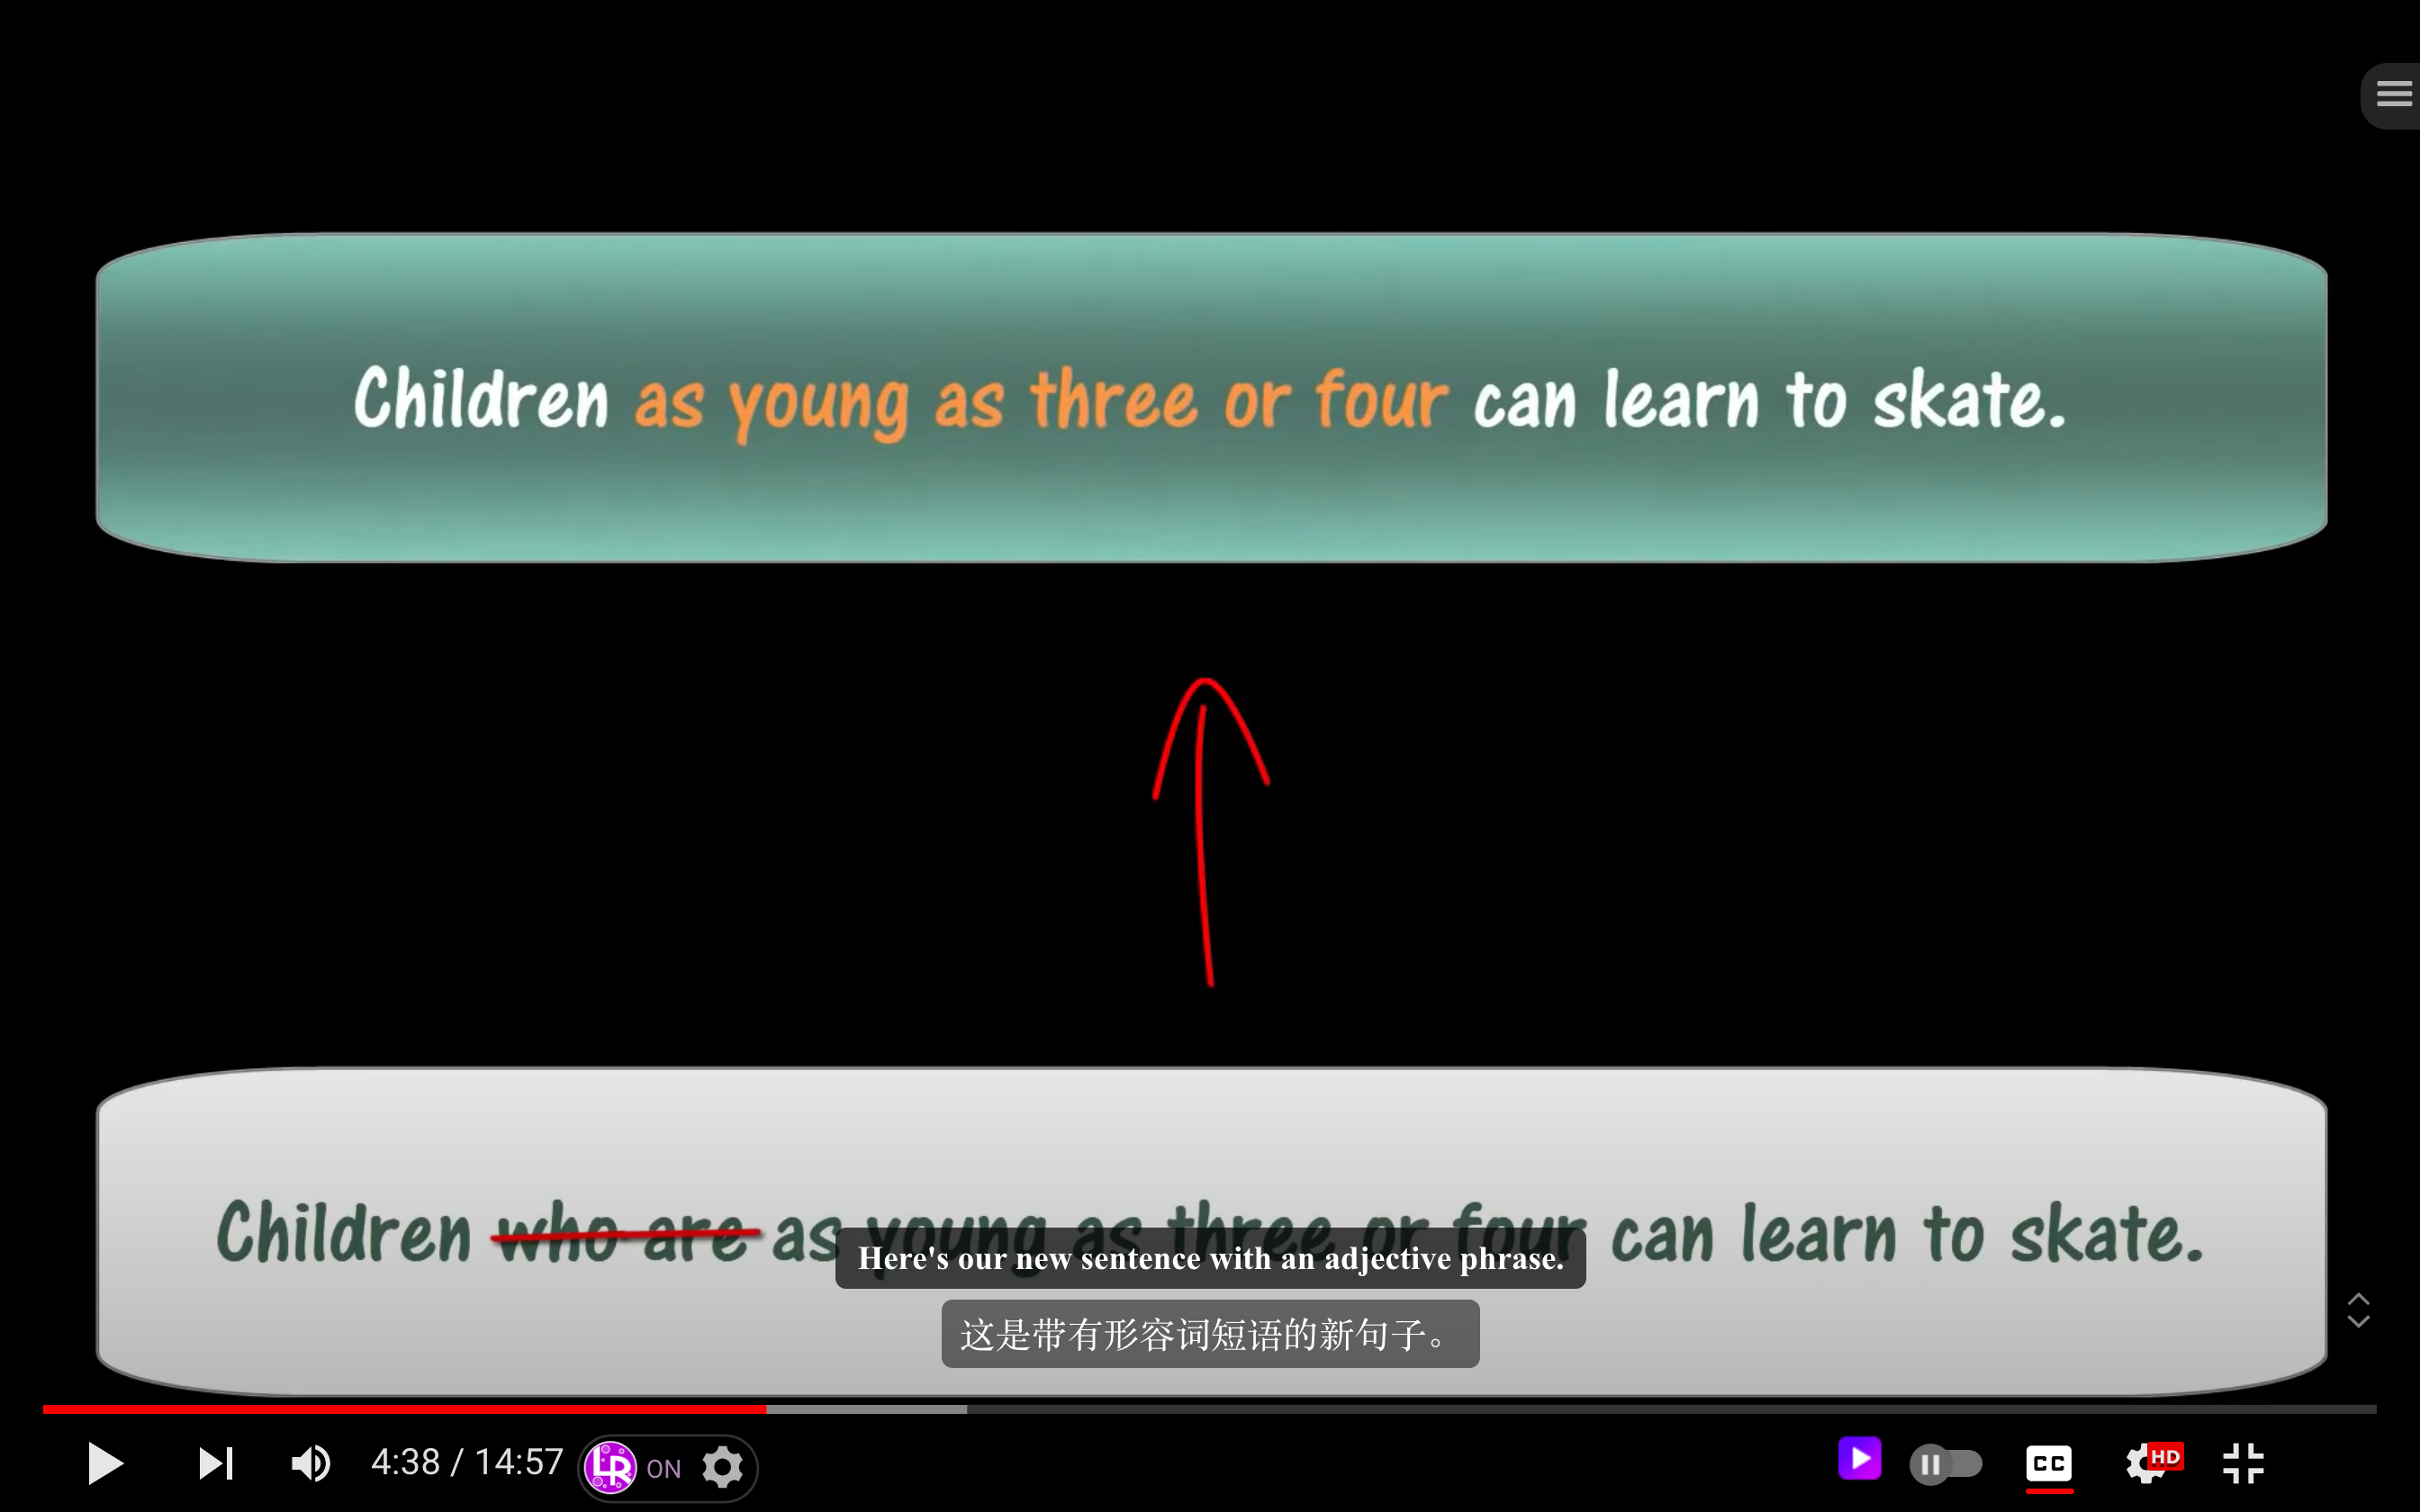 Children as young as three or four can learn to skate.
Children who are as young as three or four can learn to skate.
Here's our new sentence with an adjective phrase.
这是带有形容词短语的新句子。
4:38 / 14:57
LR ON
CC
HD